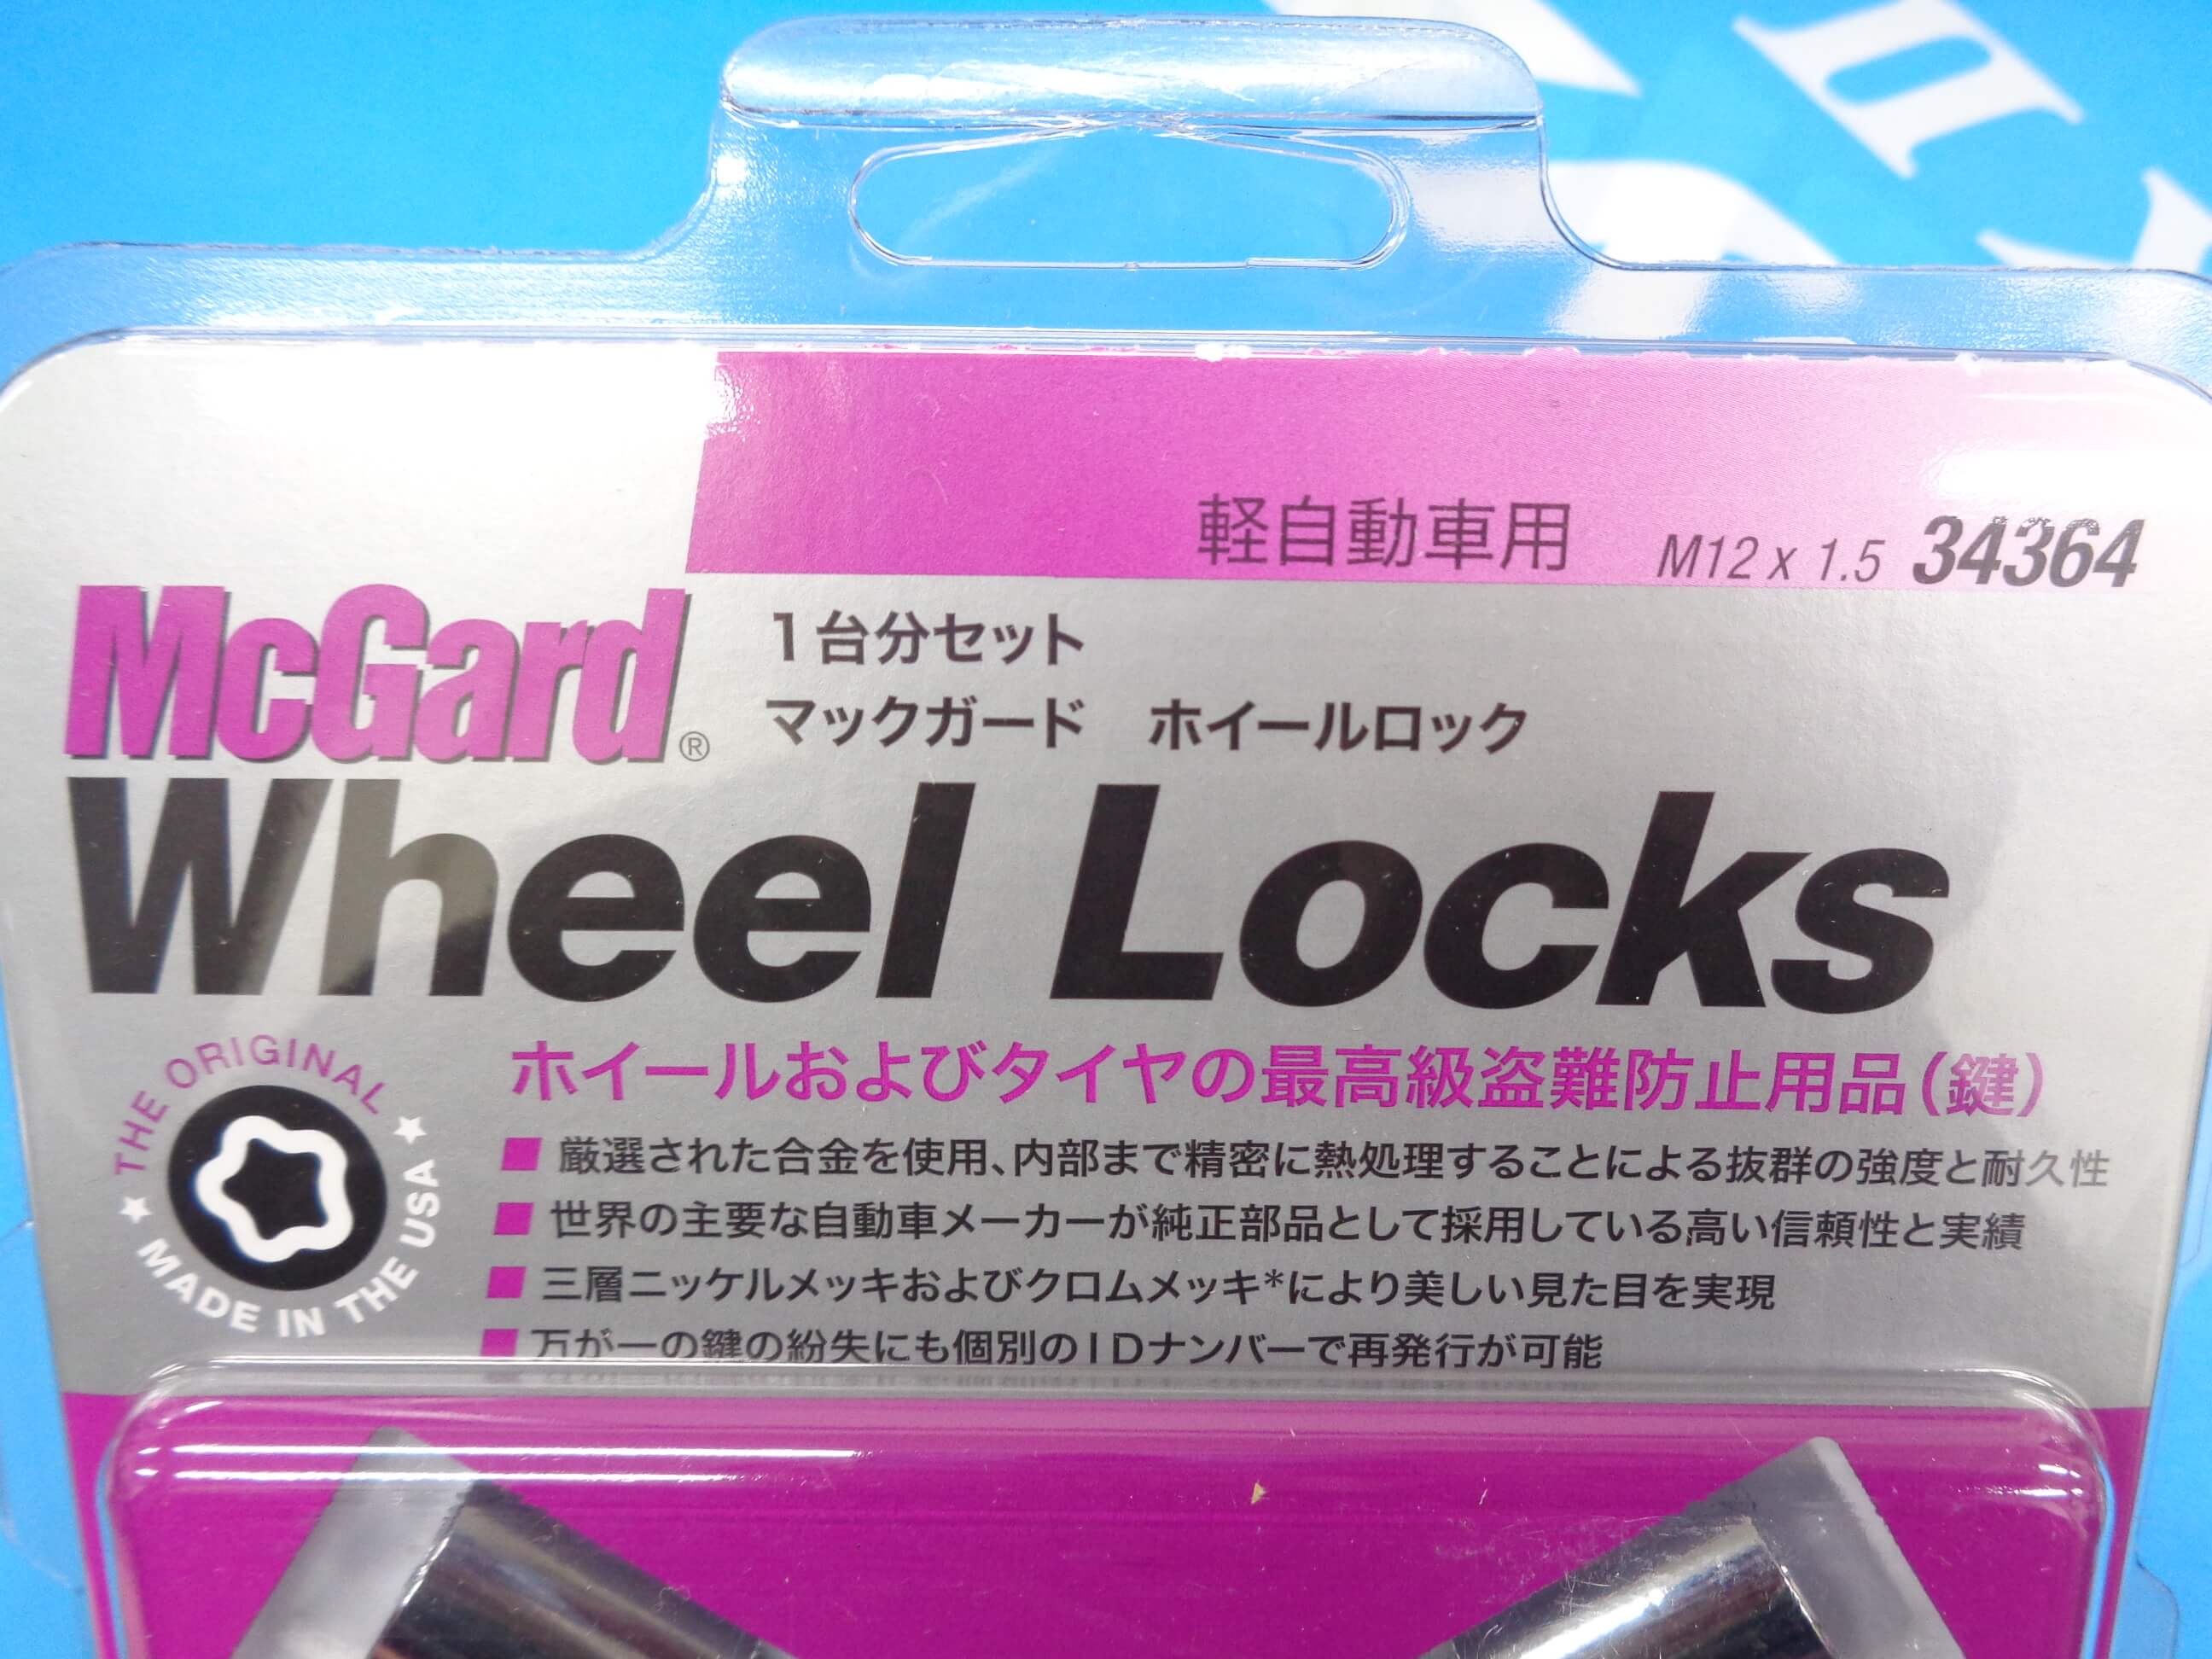 軽自動車用 M12 x 1.5 34364
McGard®
1台分セット
マックガード ホイールロック
Wheel Locks
THE ORIGINAL
★ MADE IN THE USA ★
ホイールおよびタイヤの最高級盗難防止用品(鍵)
■ 厳選された合金を使用、内部まで精密に熱処理することによる抜群の強度と耐久性
■ 世界の主要な自動車メーカーが純正部品として採用している高い信頼性と実績
■ 三層ニッケルメッキおよびクロムメッキ*により美しい見た目を実現
■ 万が一の鍵の紛失にも個別のIDナンバーで再発行が可能